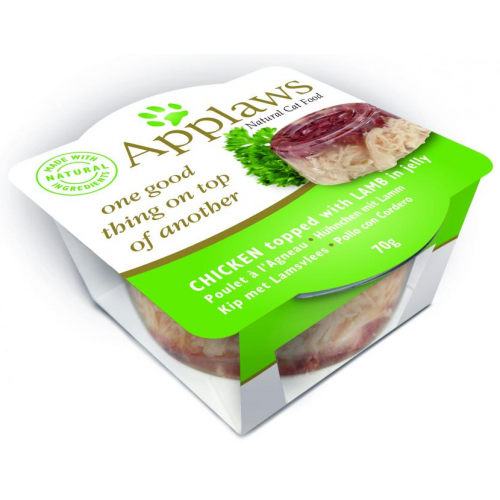 Applaws
Natural Cat Food
MADE WITH
NATURAL
INGREDIENTS
one good
thing on top
of another
CHICKEN topped with LAMB in jelly
Poulet à l'Agneau • Hühnchen mit Lamm
Kip met Lamsvlees • Pollo con Cordero
70g